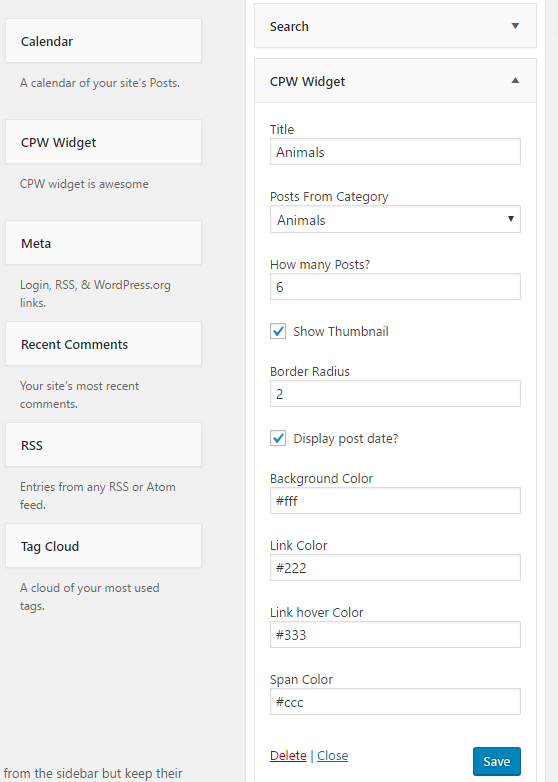 Calendar
A calendar of your site's Posts.
CPW Widget
CPW widget is awesome
Meta
Login, RSS, & WordPress.org
links.
Recent Comments
Your site's most recent
comments.
RSS
Entries from any RSS or Atom
feed.
Tag Cloud
A cloud of your most used
tags.
from the sidebar but keep their
Search
CPW Widget
Title
Animals
Posts From Category
Animals
How many Posts?
6
Show Thumbnail
Border Radius
2
Display post date?
Background Color
#fff
Link Color
#222
Link hover Color
#333
Span Color
#ccc
Delete | Close
Save